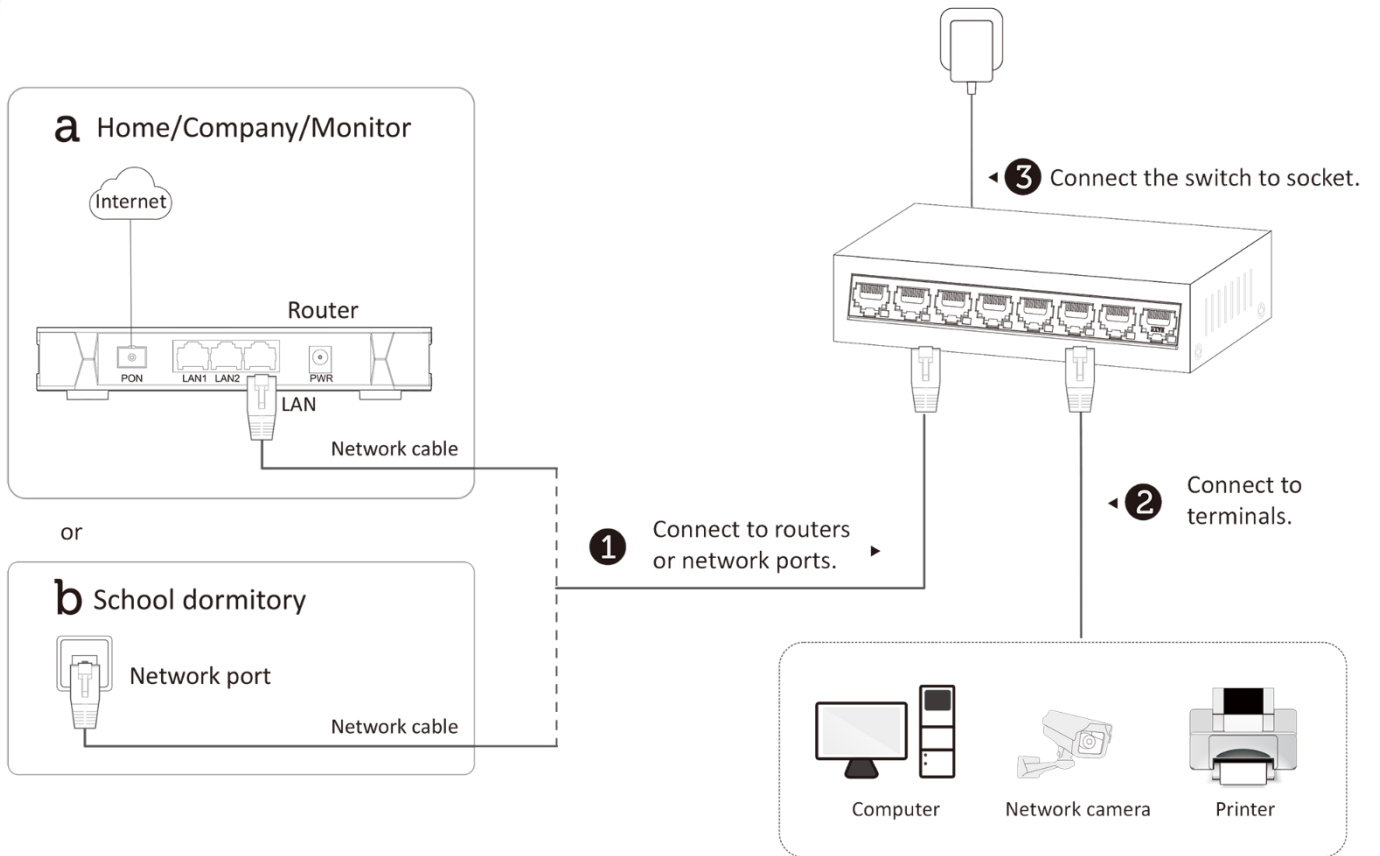 a Home/Company/Monitor
Internet
Router
PON
LAN1 LAN2
PWR
LAN
Network cable
or
b School dormitory
Network port
Network cable
1 Connect to routers
or network ports.
3 Connect the switch to socket.
2 Connect to
terminals.
Computer
Network camera
Printer